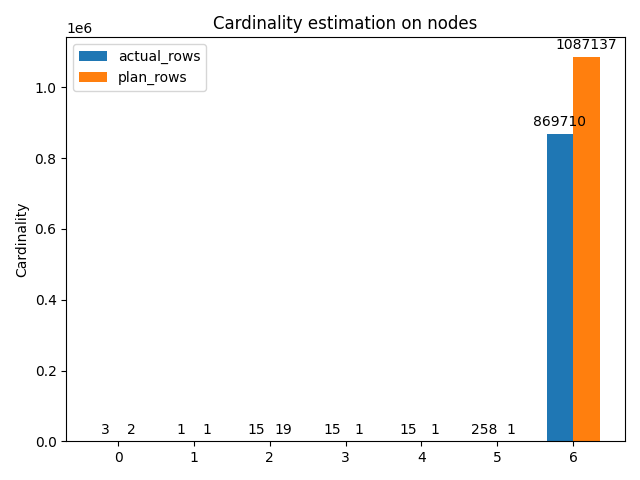 Cardinality estimation on nodes
1e6
actual_rows
plan_rows
Cardinality
1.0
0.8
0.6
0.4
0.2
0.0
3 2 1 1 15 19 15 1 15 1 258 1 869710 1087137
0 1 2 3 4 5 6